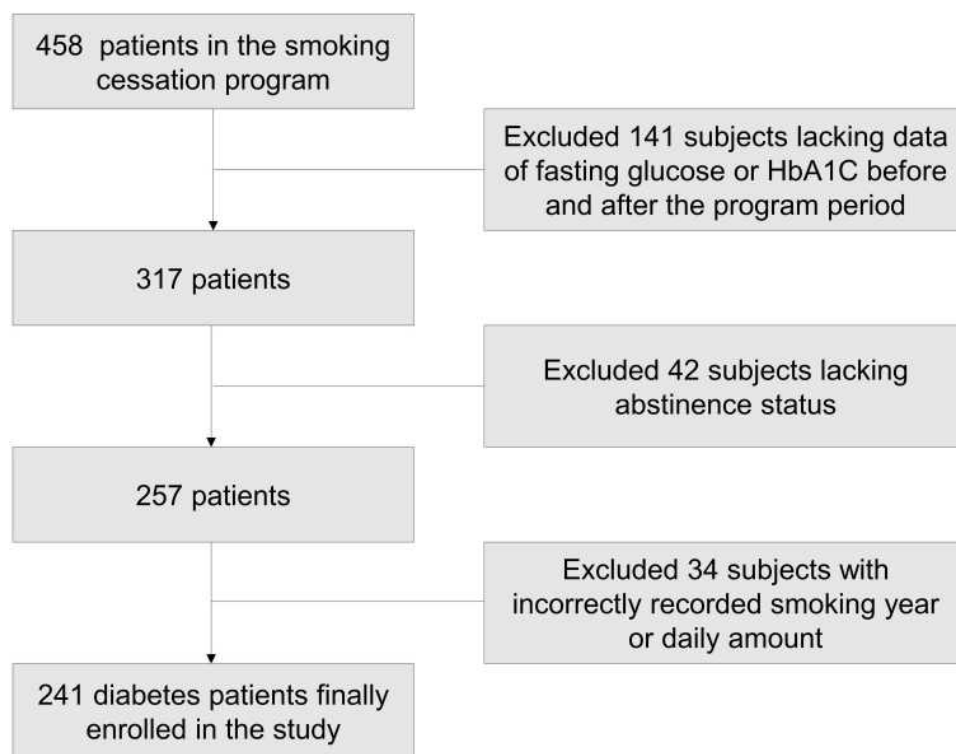 458 patients in the smoking
cessation program
Excluded 141 subjects lacking data
of fasting glucose or HbA1C before
and after the program period
317 patients
Excluded 42 subjects lacking
abstinence status
257 patients
Excluded 34 subjects with
incorrectly recorded smoking year
or daily amount
241 diabetes patients finally
enrolled in the study